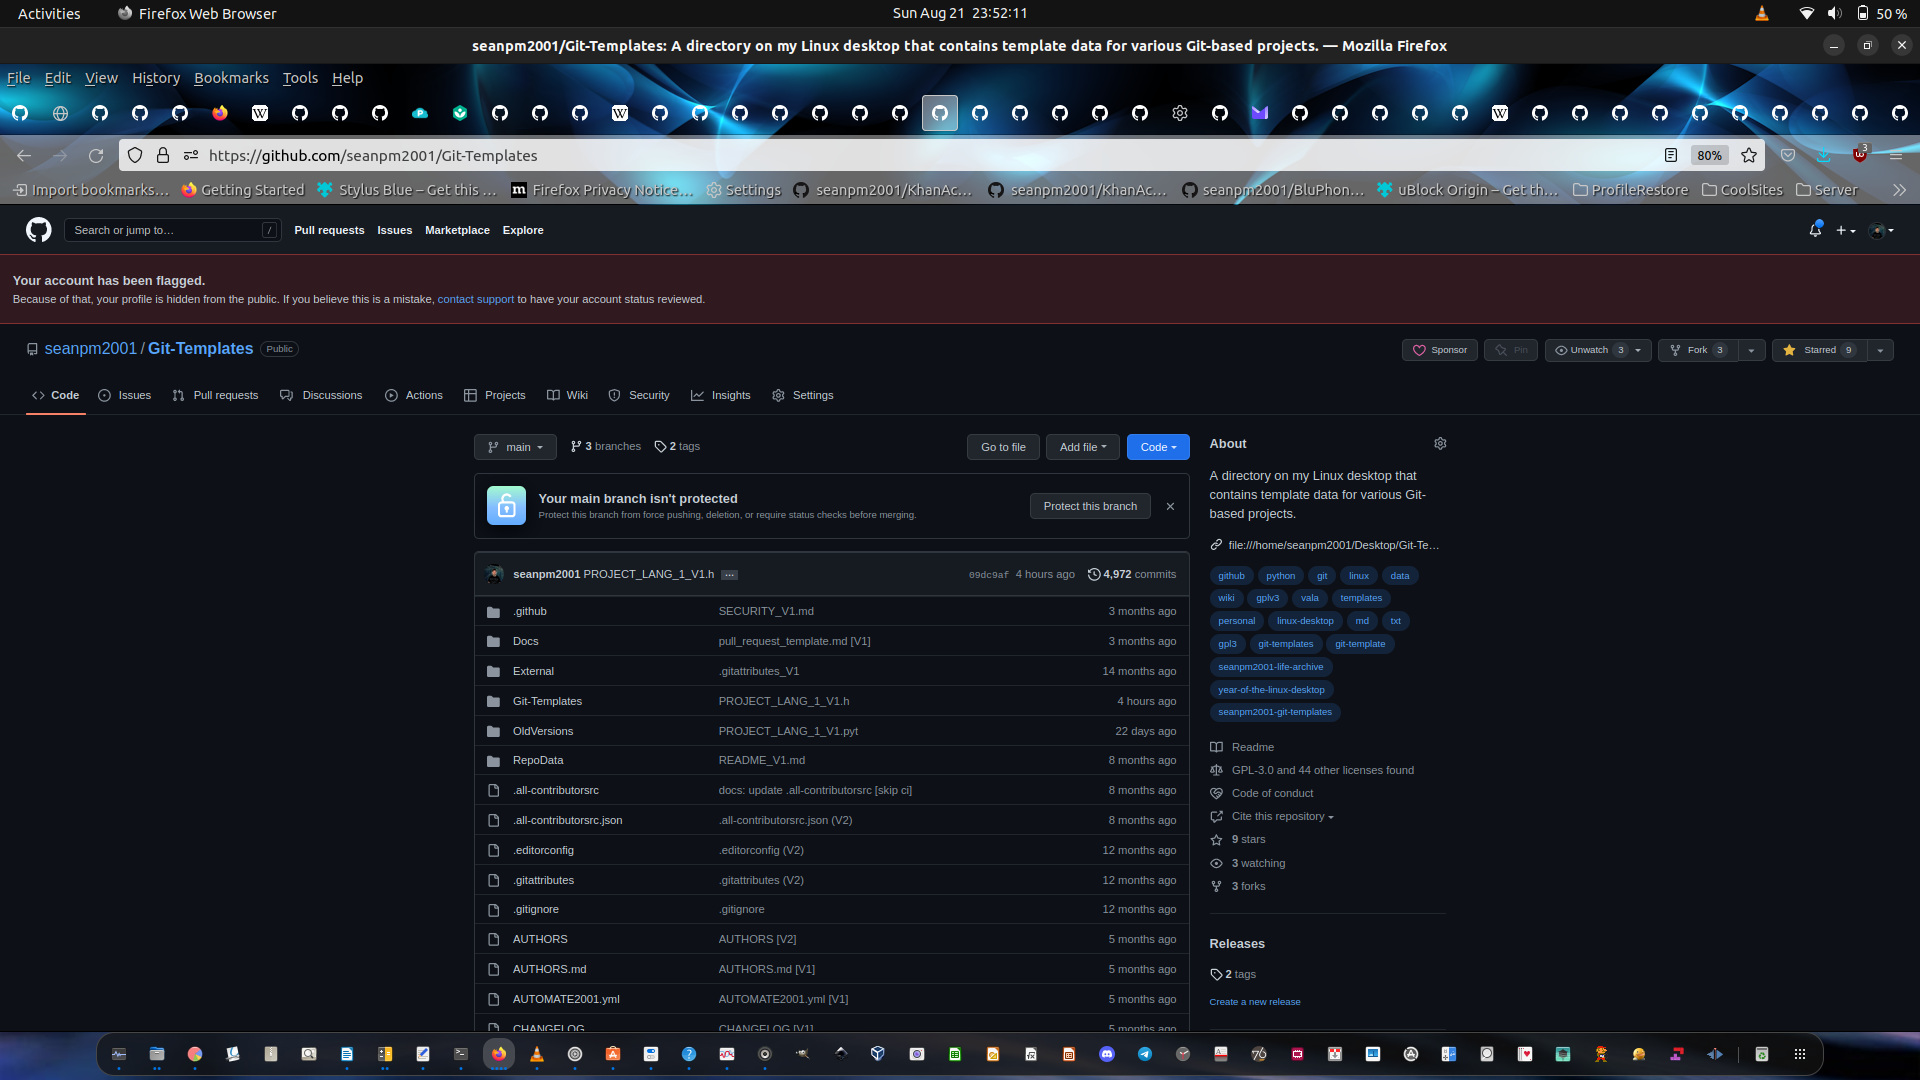 Activities
Firefox Web Browser
Sun Aug 21 23:52:11
50 %
seanpm2001/Git-Templates: A directory on my Linux desktop that contains template data for various Git-based projects. — Mozilla Firefox
File Edit View History Bookmarks Tools Help
https://github.com/seanpm2001/Git-Templates
80%
3
Import bookmarks… Getting Started Stylus Blue – Get this … Firefox Privacy Notice… Settings seanpm2001/KhanAc… seanpm2001/KhanAc… seanpm2001/BluPhon… uBlock Origin – Get th… ProfileRestore CoolSites Server
Search or jump to… /
Pull requests Issues Marketplace Explore
Your account has been flagged.
Because of that, your profile is hidden from the public. If you believe this is a mistake, contact support to have your account status reviewed.
seanpm2001 / Git-Templates Public
Sponsor Pin Unwatch 3 Fork 3 Starred 9
Code Issues Pull requests Discussions Actions Projects Wiki Security Insights Settings
main 3 branches 2 tags
Go to file Add file Code
Your main branch isn't protected
Protect this branch from force pushing, deletion, or require status checks before merging.
Protect this branch
seanpm2001 PROJECT_LANG_1_V1.h … 09dc9af 4 hours ago 4,972 commits
.github SECURITY_V1.md 3 months ago
Docs pull_request_template.md [V1] 3 months ago
External .gitattributes_V1 14 months ago
Git-Templates PROJECT_LANG_1_V1.h 4 hours ago
OldVersions PROJECT_LANG_1_V1.pyt 22 days ago
RepoData README_V1.md 8 months ago
.all-contributorsrc docs: update .all-contributorsrc [skip ci] 8 months ago
.all-contributorsrc.json .all-contributorsrc.json (V2) 8 months ago
.editorconfig .editorconfig (V2) 12 months ago
.gitattributes .gitattributes (V2) 12 months ago
.gitignore .gitignore 12 months ago
AUTHORS AUTHORS [V2] 5 months ago
AUTHORS.md AUTHORS.md [V1] 5 months ago
AUTOMATE2001.yml AUTOMATE2001.yml [V1] 5 months ago
CHANGELOG CHANGELOG [V1] 5 months ago
About
A directory on my Linux desktop that
contains template data for various Git-
based projects.
file:///home/seanpm2001/Desktop/Git-Te…
github python git linux data
wiki gplv3 vala templates
personal linux-desktop md txt
gpl3 git-templates git-template
seanpm2001-life-archive
year-of-the-linux-desktop
seanpm2001-git-templates
Readme
GPL-3.0 and 44 other licenses found
Code of conduct
Cite this repository
9 stars
3 watching
3 forks
Releases
2 tags
Create a new release